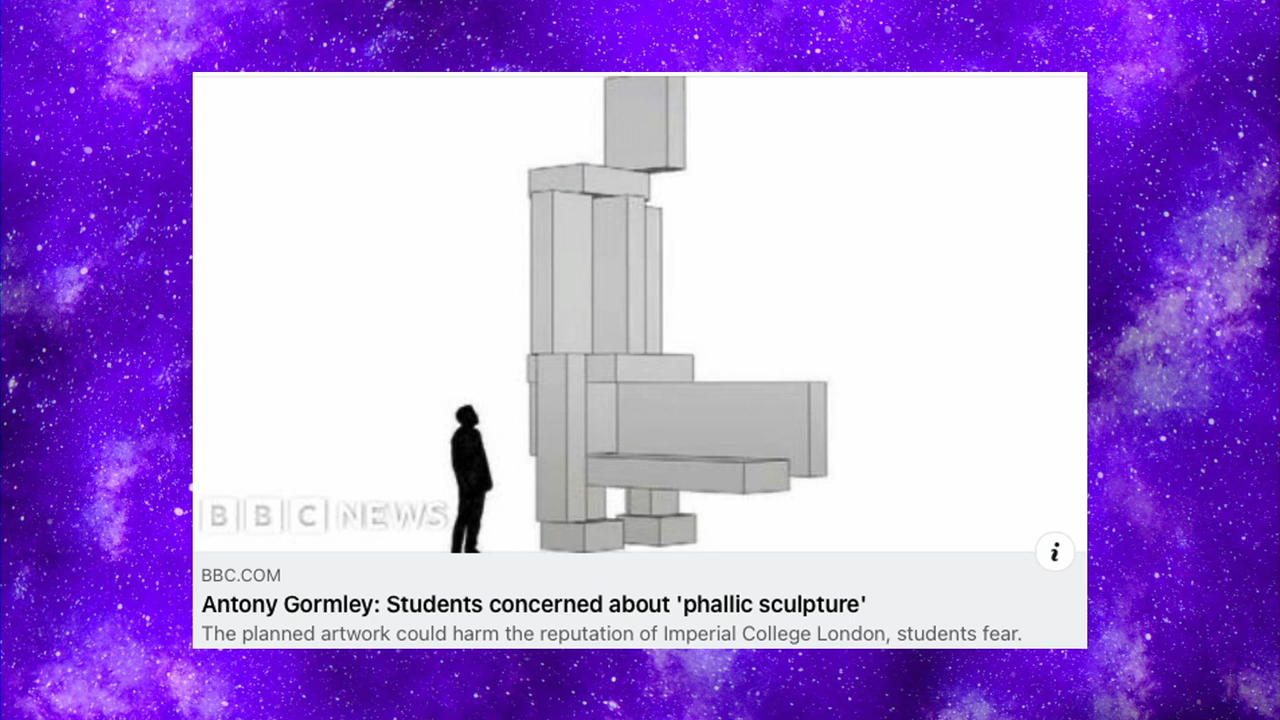 BBC NEWS
BBC.COM
i
Antony Gormley: Students concerned about 'phallic sculpture'
The planned artwork could harm the reputation of Imperial College London, students fear.